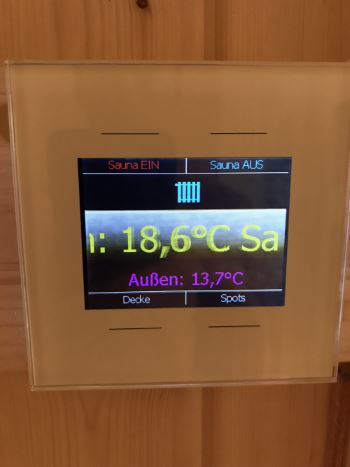 Sauna EIN Sauna AUS
: 18,6°C Sa
Außen: 13,7°C
Decke Spots